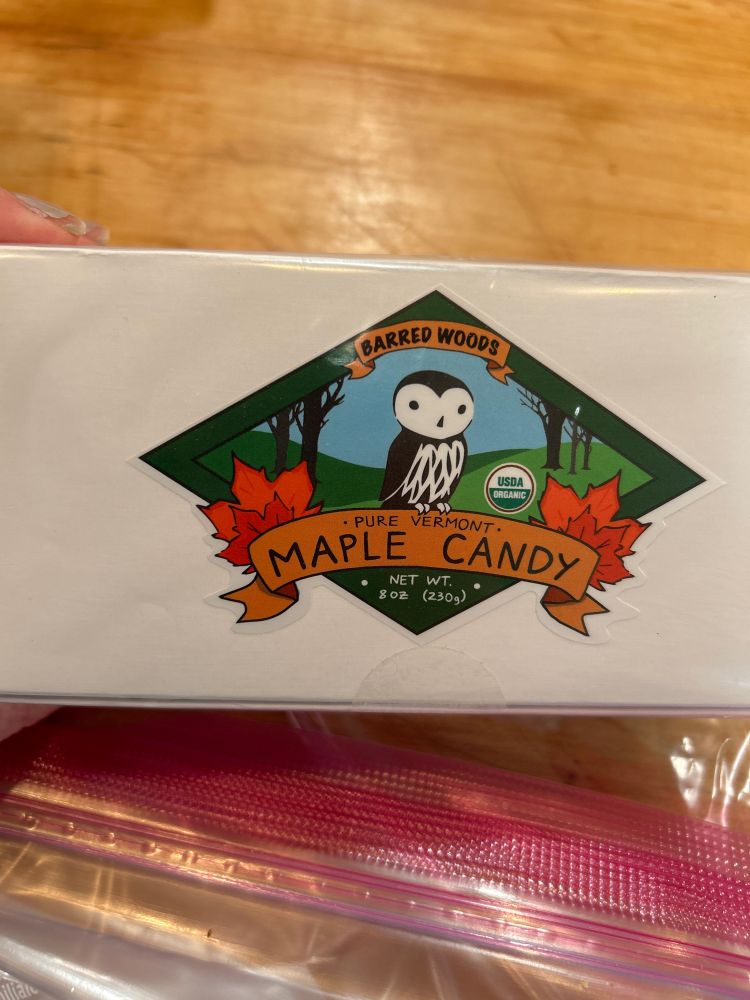 BARRED WOODS
USDA
ORGANIC
· PURE VERMONT ·
MAPLE CANDY
• NET WT. •
8 OZ (230g)